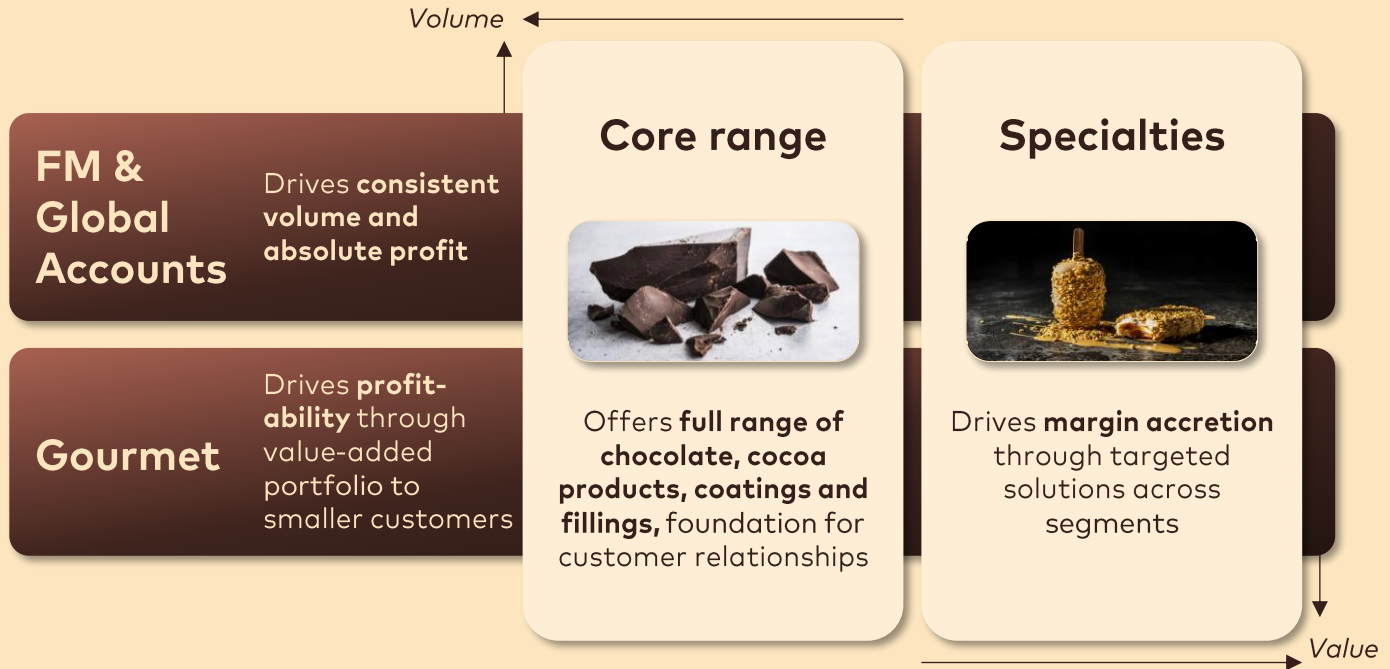 Volume
FM &
Global
Accounts
Drives consistent
volume and
absolute profit
Core range
Specialties
Gourmet
Drives profit-
ability through
value-added
portfolio to
smaller customers
Offers full range of
chocolate, cocoa
products, coatings and
fillings, foundation for
customer relationships
Drives margin accretion
through targeted
solutions across
segments
Value